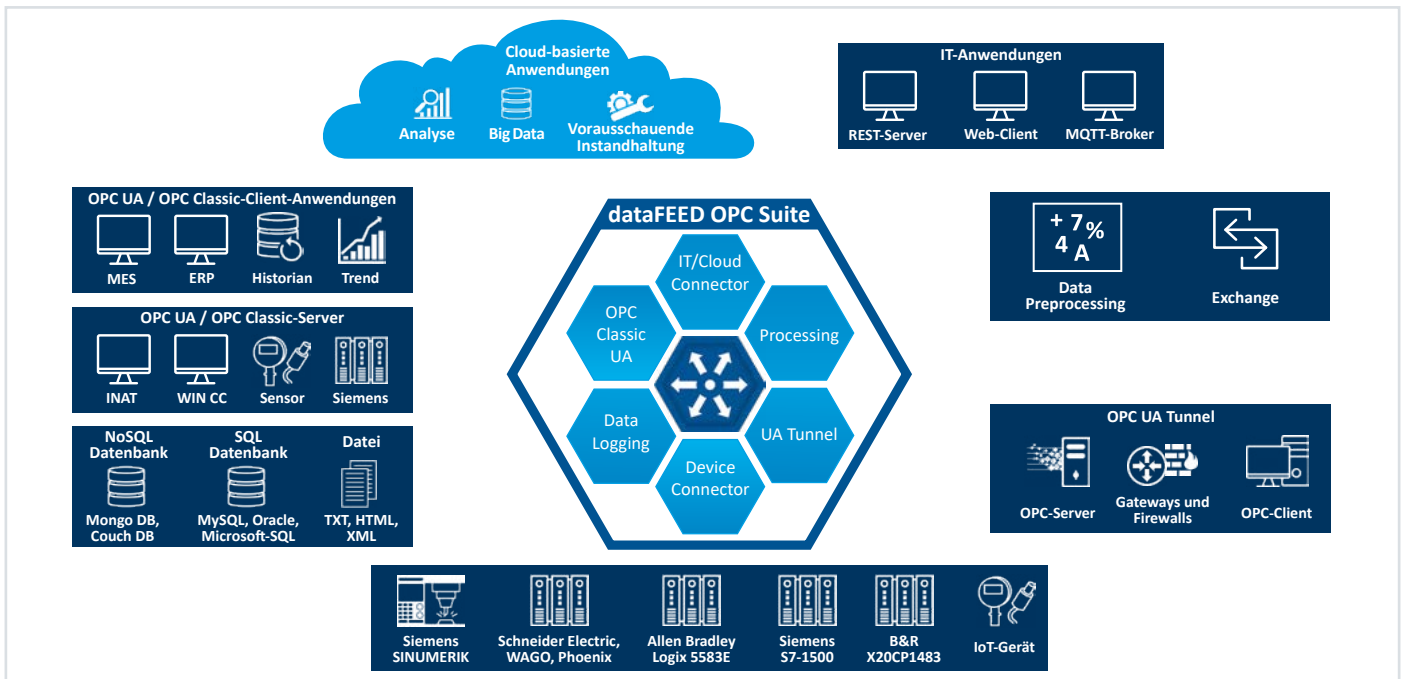 Cloud-basierte
Anwendungen
Analyse
Big Data
Vorausschauende
Instandhaltung
IT-Anwendungen
REST-Server
Web-Client
MQTT-Broker
OPC UA / OPC Classic-Client-Anwendungen
MES
ERP
Historian
Trend
OPC UA / OPC Classic-Server
INAT
WIN CC
Sensor
Siemens
NoSQL
Datenbank
Mongo DB,
Couch DB
SQL
Datenbank
MySQL, Oracle,
Microsoft-SQL
Datei
TXT, HTML,
XML
dataFEED OPC Suite
IT/Cloud
Connector
OPC
Classic
UA
Processing
Data
Logging
UA Tunnel
Device
Connector
+ 7%
4 A
Data
Preprocessing
Exchange
OPC UA Tunnel
OPC-Server
Gateways und
Firewalls
OPC-Client
Siemens
SINUMERIK
Schneider Electric,
WAGO, Phoenix
Allen Bradley
Logix 5583E
Siemens
S7-1500
B&R
X20CP1483
IoT-Gerät